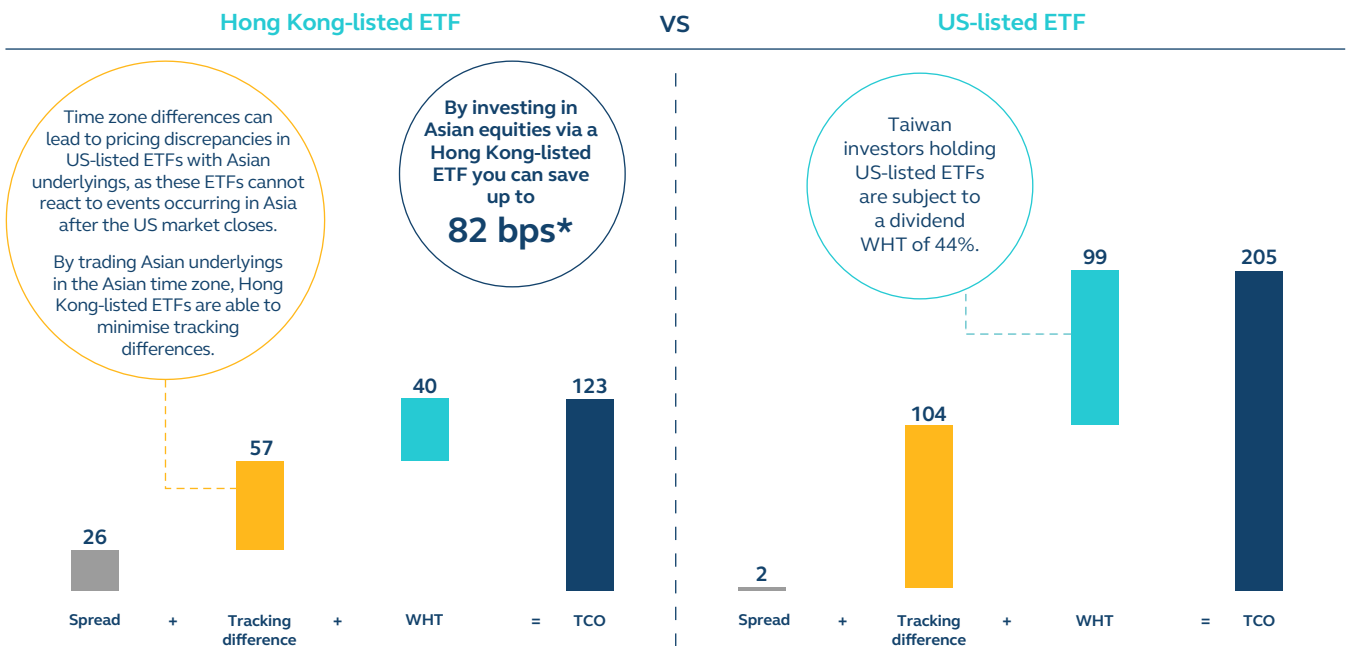 Hong Kong-listed ETF
VS
US-listed ETF
Time zone differences can
lead to pricing discrepancies in
US-listed ETFs with Asian
underlyings, as these ETFs cannot
react to events occurring in Asia
after the US market closes.
By trading Asian underlyings
in the Asian time zone, Hong
Kong-listed ETFs are able to
minimise tracking
differences.
By investing in
Asian equities via a
Hong Kong-listed
ETF you can save
up to
82 bps*
Taiwan
investors holding
US-listed ETFs
are subject to
a dividend
WHT of 44%.
26
57
40
123
2
104
99
205
Spread + Tracking difference + WHT = TCO
Spread + Tracking difference + WHT = TCO